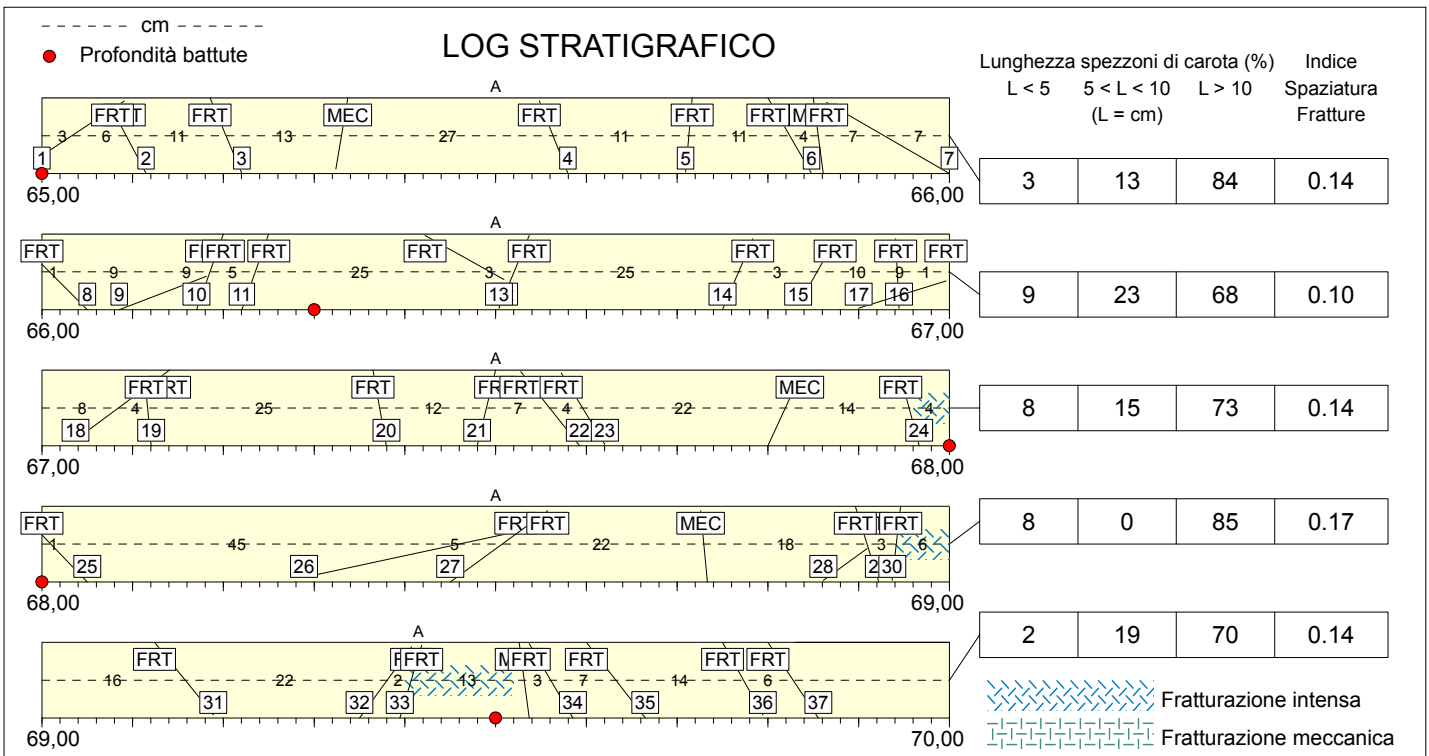 cm
Profondità battute
LOG STRATIGRAFICO
Lunghezza spezzoni di carota (%) Indice
L < 5 5 < L < 10 L > 10 Spaziatura
(L = cm) Fratture
A
FRT FRT MEC FRT FRT FRT FRT
3 6 11 13 27 11 11 4 7 7
1 2 3 4 5 6 7
65,00 66,00
3 13 84 0.14
A
FRT FRT FRT FRT FRT FRT FRT FRT FRT
1 9 9 5 25 3 25 3 10 9 1
8 9 10 11 13 14 15 17 16
66,00 67,00
9 23 68 0.10
A
FRT FRT FRT FRT MEC FRT
8 4 25 12 7 4 22 14 4
18 19 20 21 22 23 24
67,00 68,00
8 15 73 0.14
A
FRT FRT MEC FRT FRT
1 45 5 22 18 3 6
25 26 27 28 30
68,00 69,00
8 0 85 0.17
A
FRT FRT FRT FRT FRT FRT
16 22 2 13 3 7 14 6
31 32 33 34 35 36 37
69,00 70,00
2 19 70 0.14
Fratturazione intensa
Fratturazione meccanica